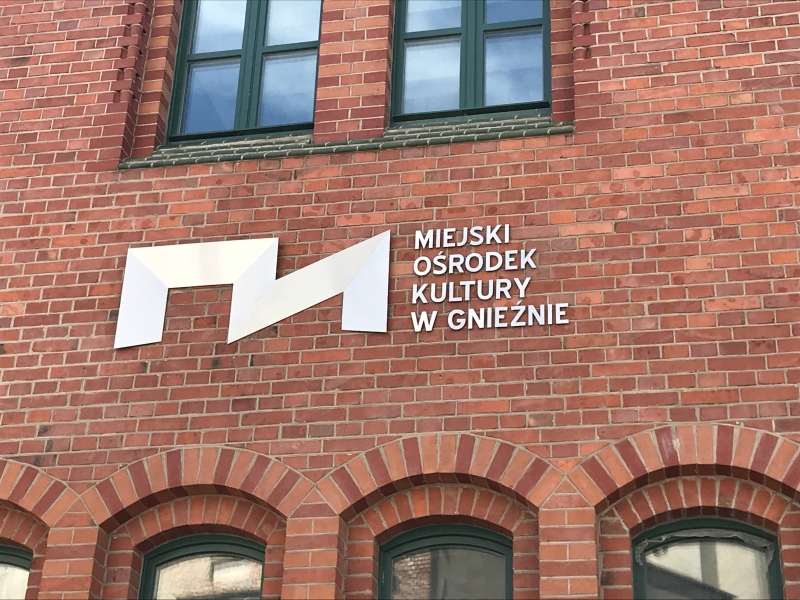 MIEJSKI
OŚRODEK
KULTURY
W GNIEŹNIE